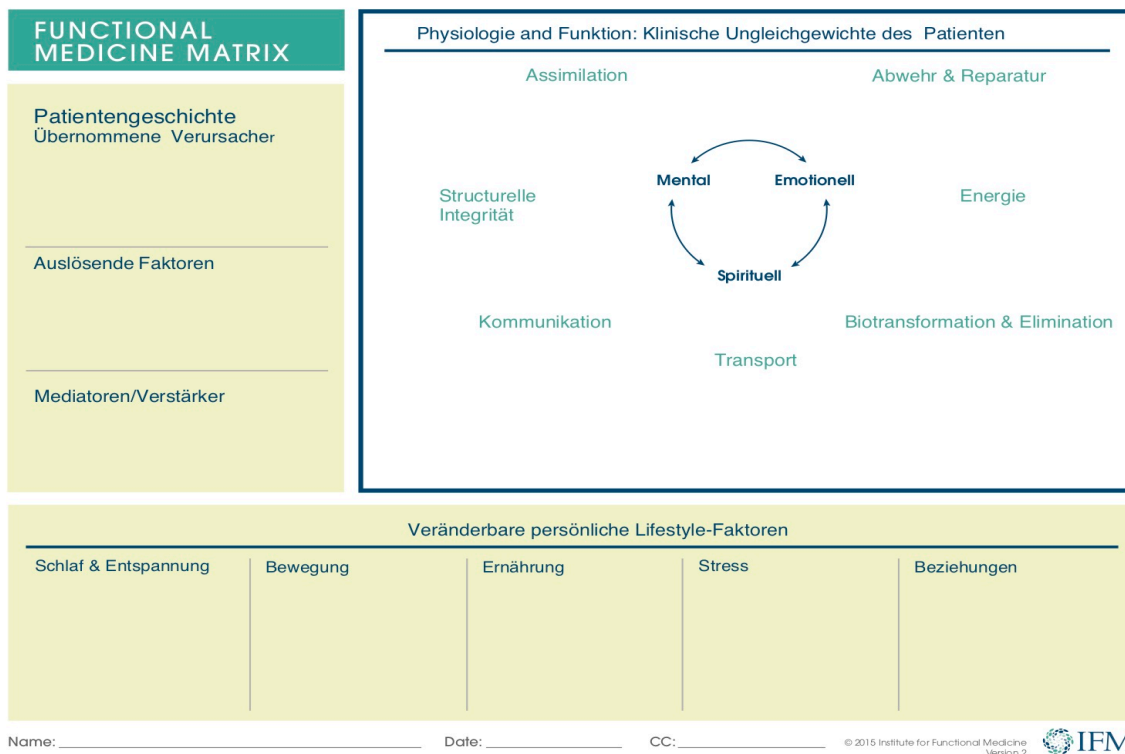 FUNCTIONAL
MEDICINE MATRIX
Patientengeschichte
Übernommene Verursacher
Auslösende Faktoren
Mediatoren/Verstärker
Physiologie and Funktion: Klinische Ungleichgewichte des Patienten
Assimilation
Abwehr & Reparatur
Mental
Emotionell
Structurelle
Integrität
Energie
Spirituell
Kommunikation
Biotransformation & Elimination
Transport
Veränderbare persönliche Lifestyle-Faktoren
Schlaf & Entspannung
Bewegung
Ernährung
Stress
Beziehungen
Name:
Date:
CC:
© 2015 Institute for Functional Medicine
Version 2
IFM